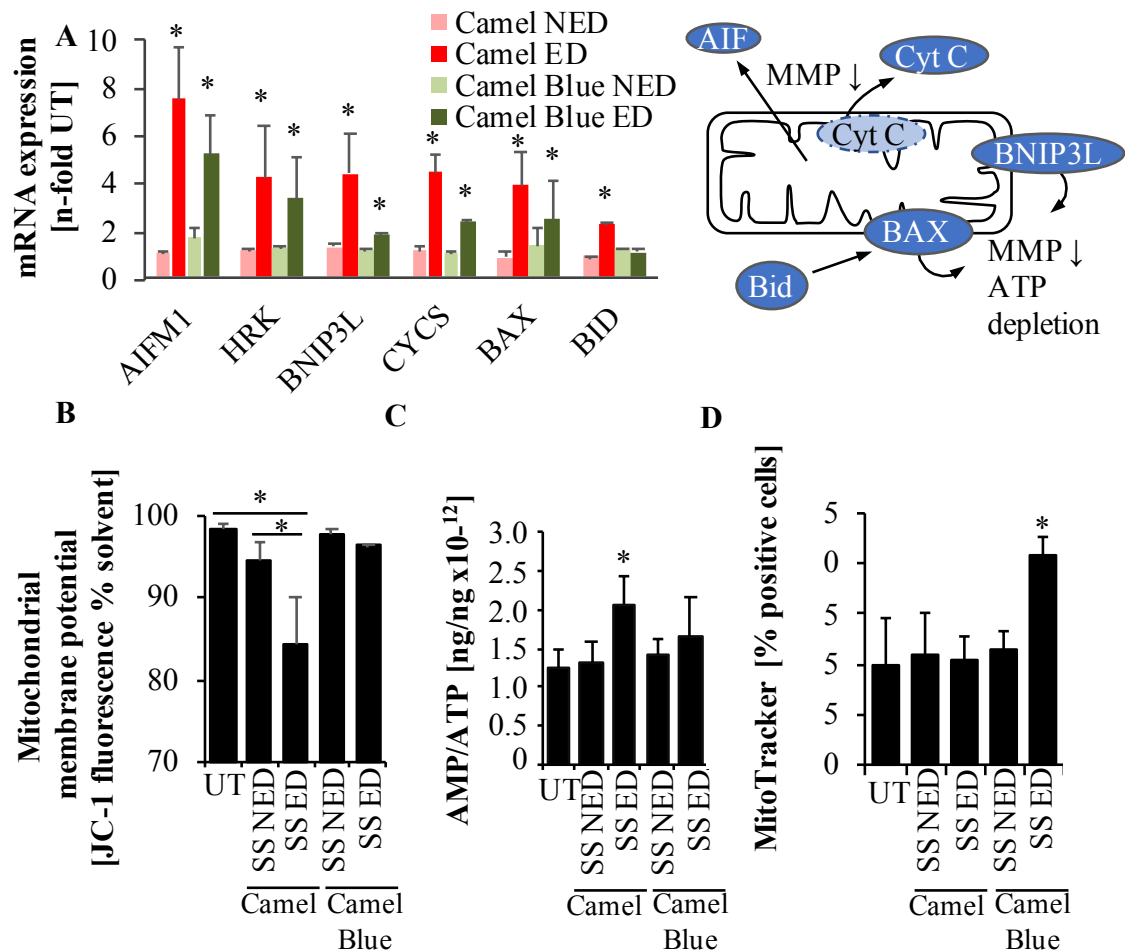 A
mRNA expression
[n-fold UT]
10
8
6
4
2
0
* * * * * * * * * * *
Camel NED
Camel ED
Camel Blue NED
Camel Blue ED
AIFM1
HRK
BNIP3L
CYCS
BAX
BID
AIF
MMP ↓
Cyt C
Cyt C
BNIP3L
BAX
Bid
MMP ↓
ATP
depletion
B
Mitochondrial
membrane potential
[JC-1 fluorescence % solvent]
100
90
80
70
*
*
UT
SS NED
SS ED
SS NED
SS ED
Camel
Camel
Blue
C
AMP/ATP [ng/ng x10-12]
3.0
2.5
2.0
1.5
1.0
0.5
0
*
UT
SS NED
SS ED
SS NED
SS ED
Camel
Camel
Blue
D
MitoTracker [% positive cells]
5
0
5
5
5
0
*
UT
SS NED
SS ED
SS NED
SS ED
Camel
Camel
Blue